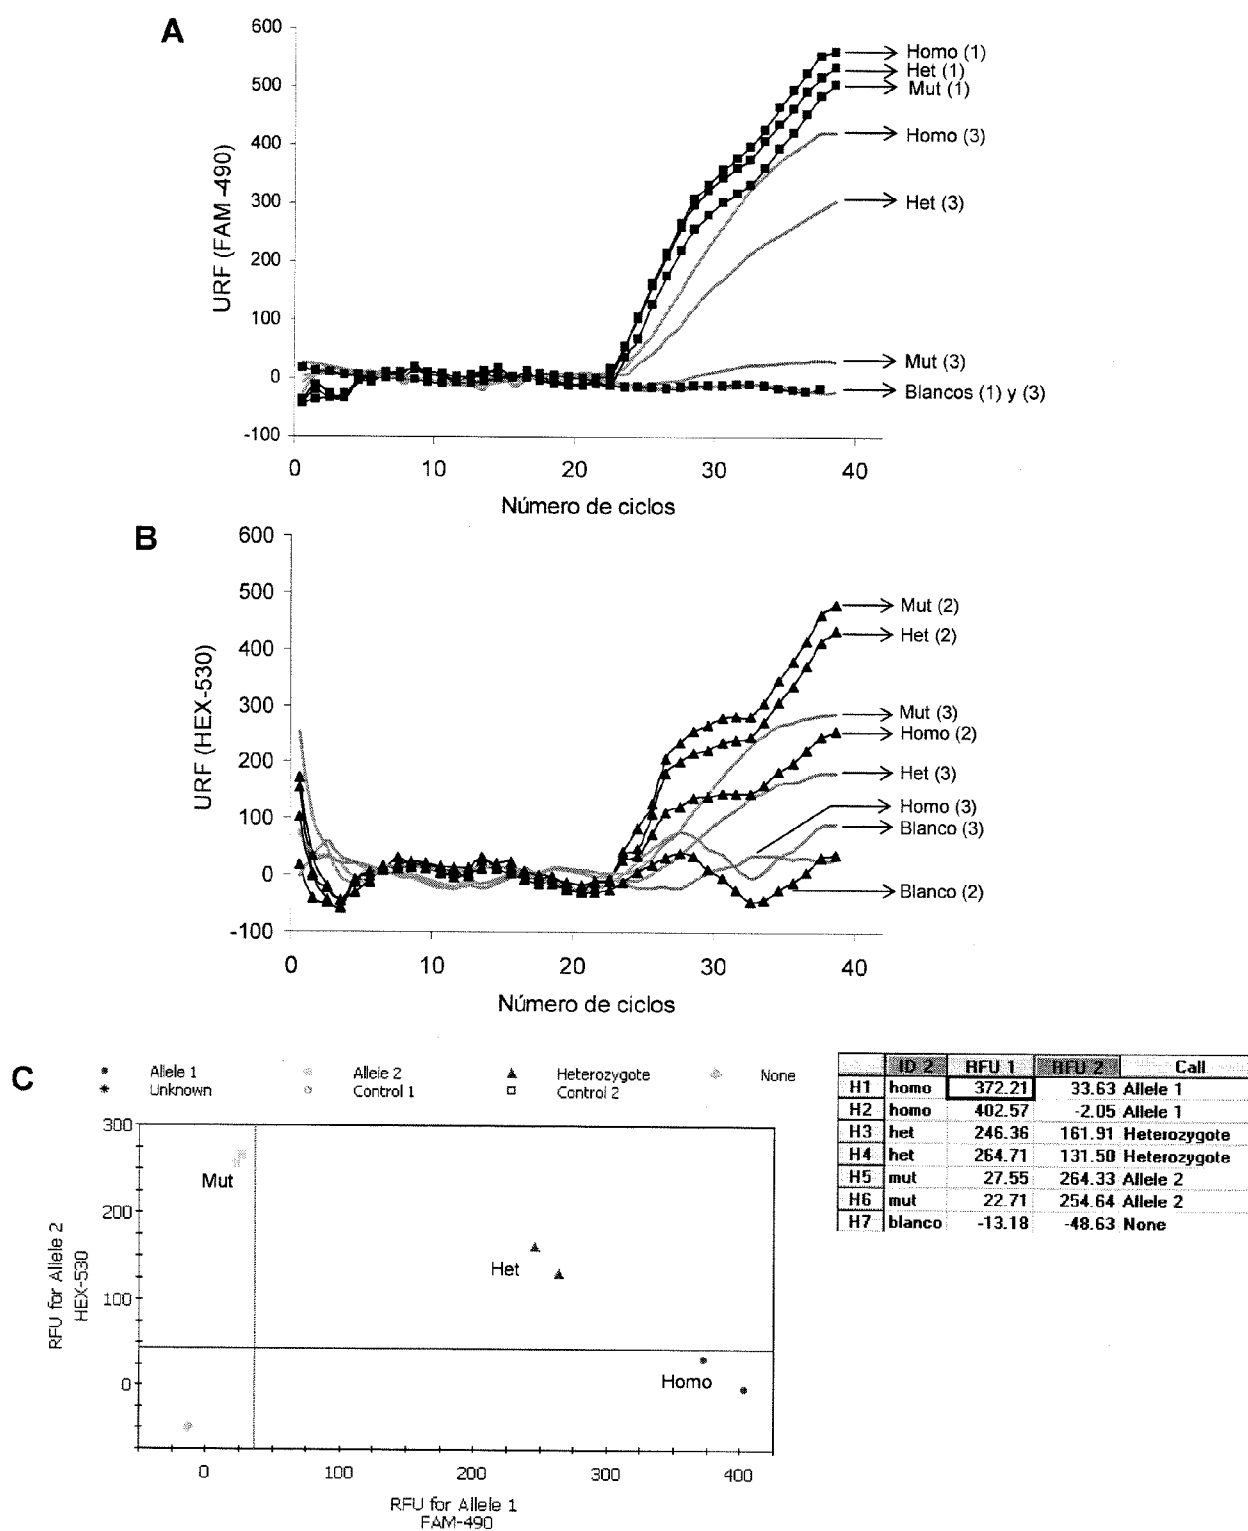 A
600
500
400
300
200
100
0
-100
URF (FAM-490)
0 10 20 30 40
Número de ciclos
Homo (1)
Het (1)
Mut (1)
Homo (3)
Het (3)
Mut (3)
Blancos (1) y (3)
B
600
500
400
300
200
100
0
-100
URF (HEX-530)
0 10 20 30 40
Número de ciclos
Mut (2)
Het (2)
Mut (3)
Homo (2)
Het (3)
Homo (3)
Blanco (3)
Blanco (2)
C
Allele 1 Allele 2 Heterozygote None
Unknown Control 1 Control 2
300
200
100
0
RFU for Allele 2
HEX-530
Mut
Het
Homo
0 100 200 300 400
RFU for Allele 1
FAM-490
ID 2 RFU 1 RFU 2 Call
H1 homo 372.21 33.63 Allele 1
H2 homo 402.57 -2.05 Allele 1
H3 het 246.36 161.91 Heterozygote
H4 het 264.71 131.50 Heterozygote
H5 mut 27.55 264.33 Allele 2
H6 mut 22.71 254.64 Allele 2
H7 blanco -13.18 -48.63 None